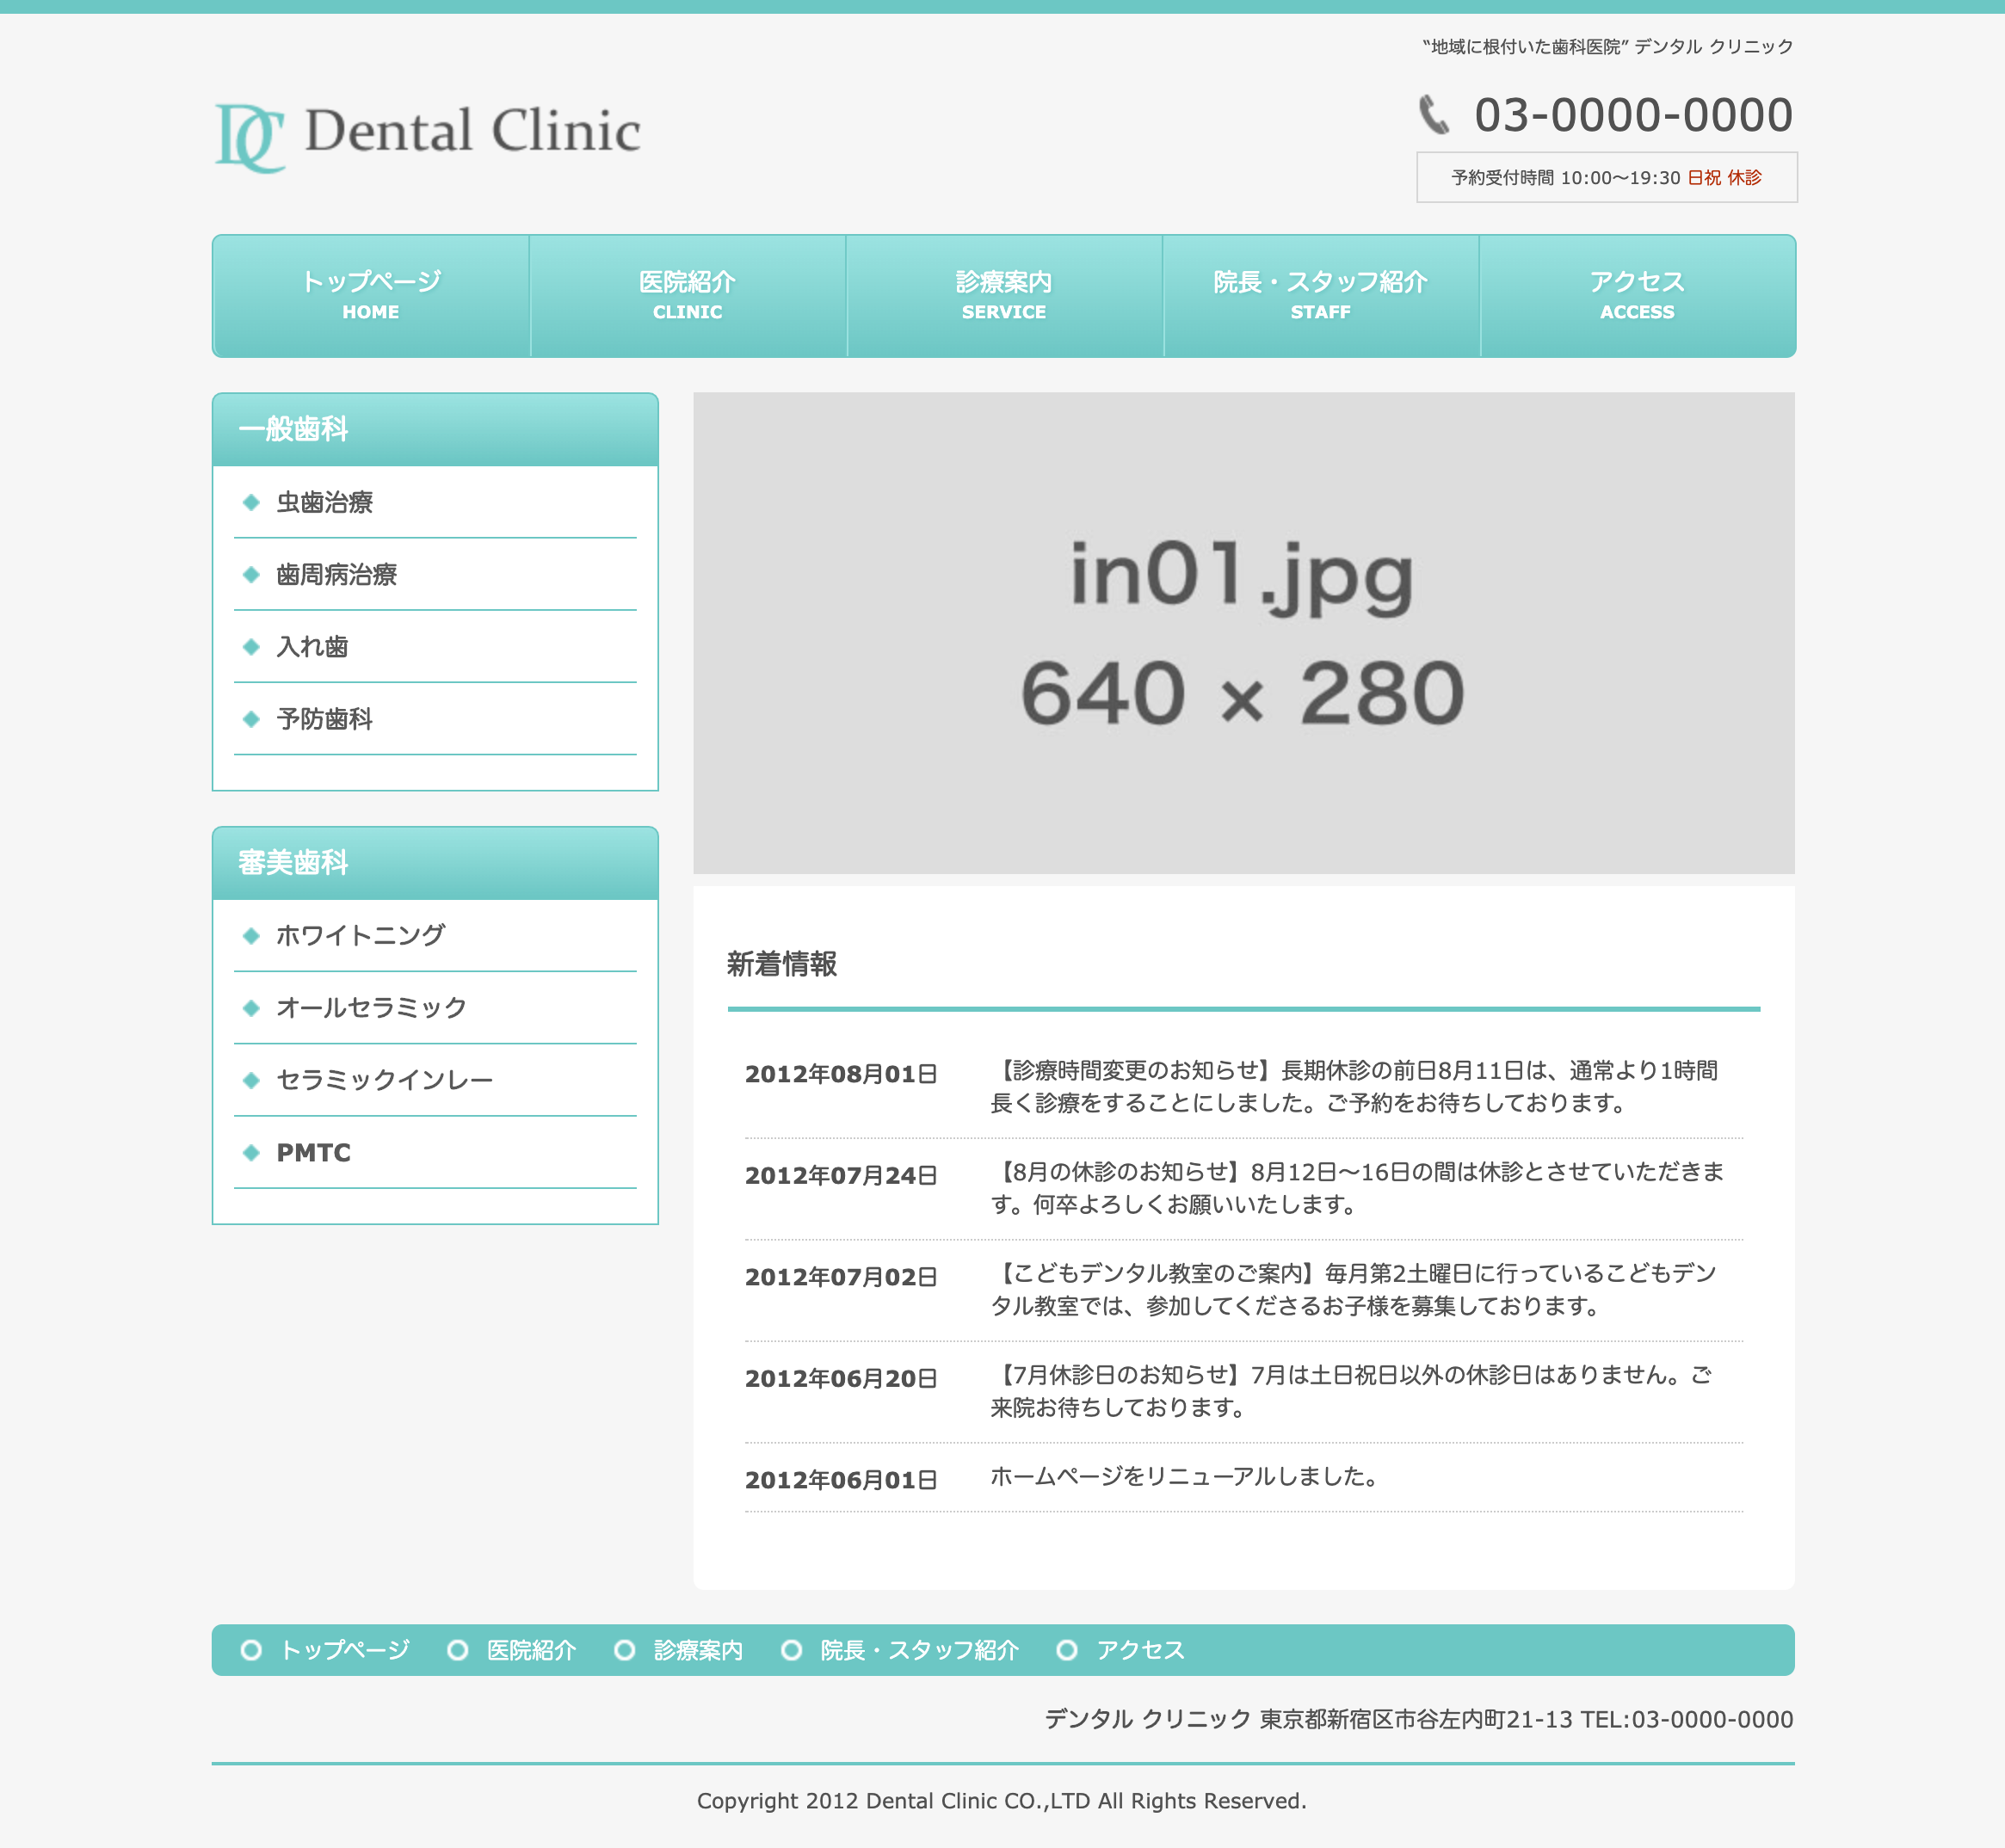 “地域に根付いた歯科医院” デンタル クリニック
DC Dental Clinic
03-0000-0000
予約受付時間 10:00〜19:30 日祝 休診
トップページ
HOME
医院紹介
CLINIC
診療案内
SERVICE
院長・スタッフ紹介
STAFF
アクセス
ACCESS
一般歯科
虫歯治療
歯周病治療
入れ歯
予防歯科
審美歯科
ホワイトニング
オールセラミック
セラミックインレー
PMTC
in01.jpg
640 × 280
新着情報
2012年08月01日
【診療時間変更のお知らせ】長期休診の前日8月11日は、通常より1時間
長く診療をすることにしました。ご予約をお待ちしております。
2012年07月24日
【8月の休診のお知らせ】8月12日〜16日の間は休診とさせていただきま
す。何卒よろしくお願いいたします。
2012年07月02日
【こどもデンタル教室のご案内】毎月第2土曜日に行っているこどもデン
タル教室では、参加してくださるお子様を募集しております。
2012年06月20日
【7月休診日のお知らせ】7月は土日祝日以外の休診日はありません。ご
来院お待ちしております。
2012年06月01日
ホームページをリニューアルしました。
トップページ 医院紹介 診療案内 院長・スタッフ紹介 アクセス
デンタル クリニック 東京都新宿区市谷左内町21-13 TEL:03-0000-0000
Copyright 2012 Dental Clinic CO.,LTD All Rights Reserved.